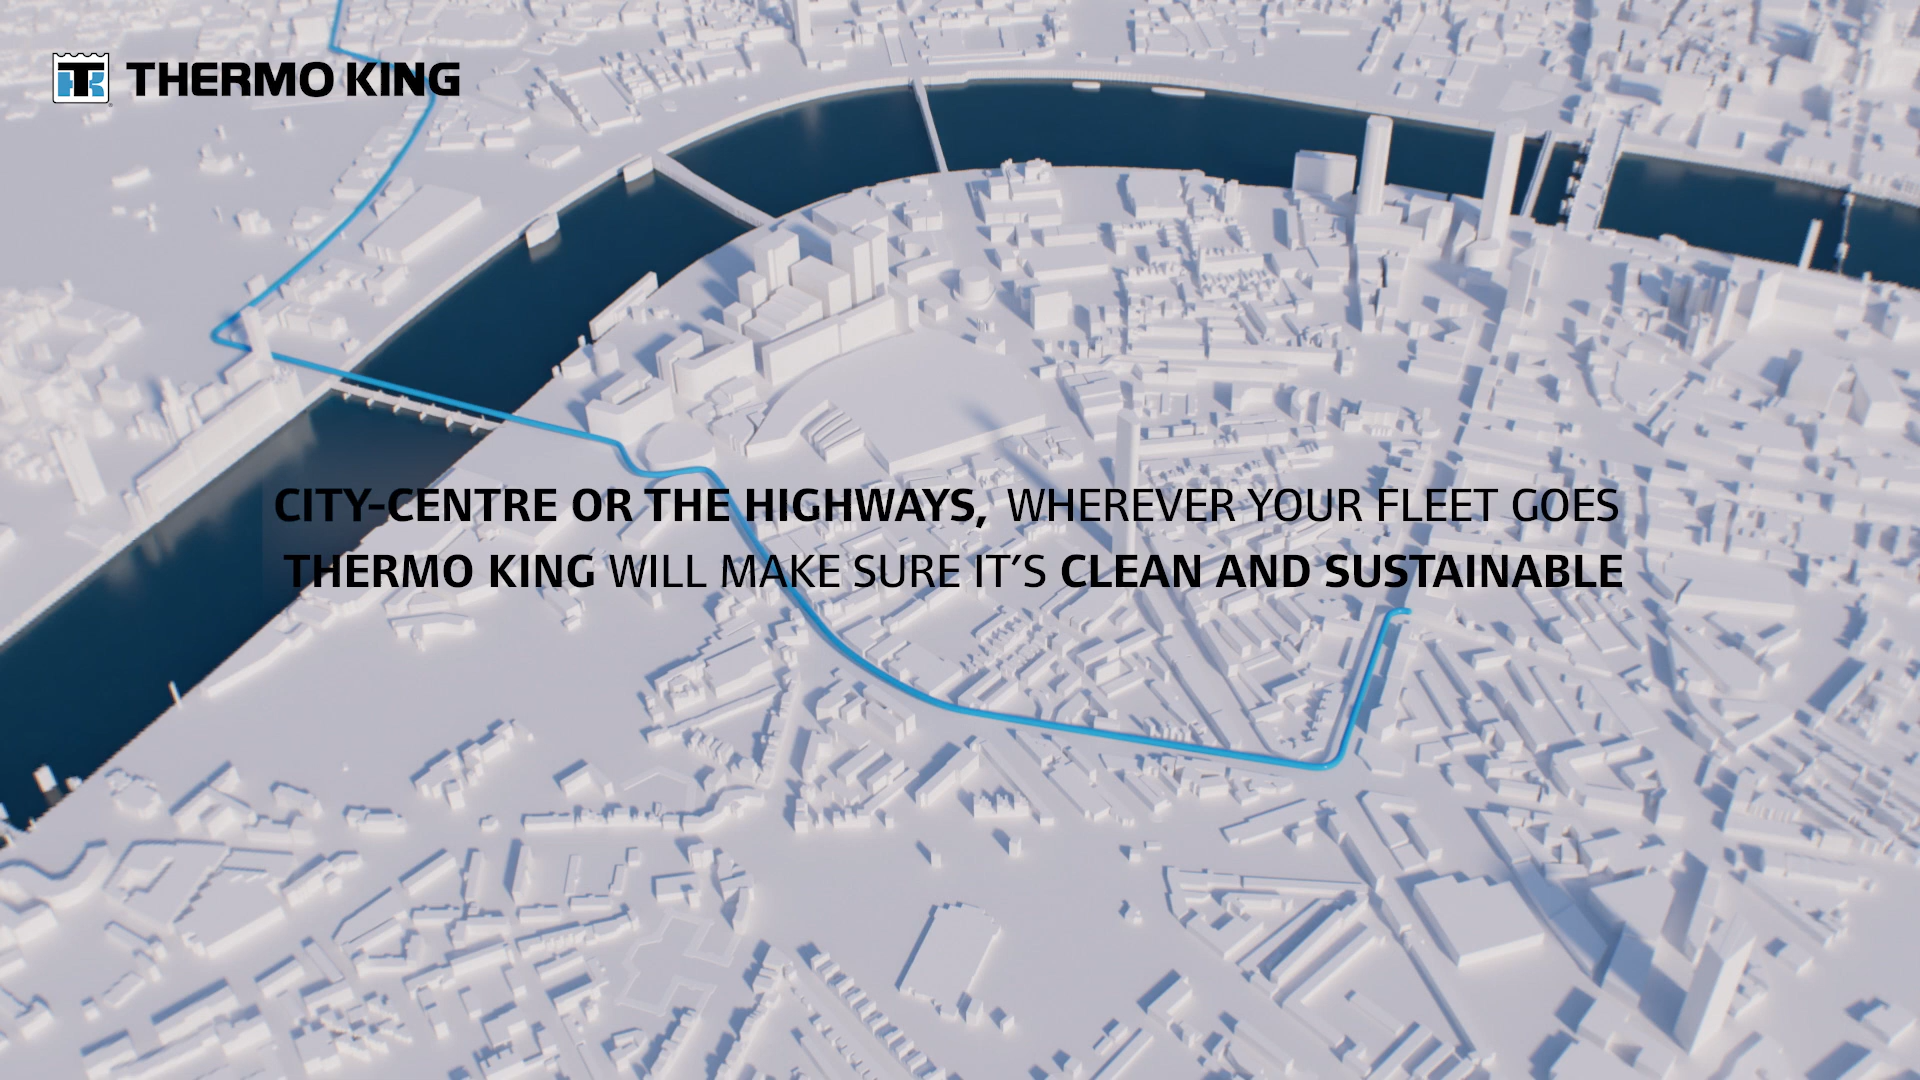 THERMO KING
CITY-CENTRE OR THE HIGHWAYS, WHEREVER YOUR FLEET GOES
THERMO KING WILL MAKE SURE IT'S CLEAN AND SUSTAINABLE